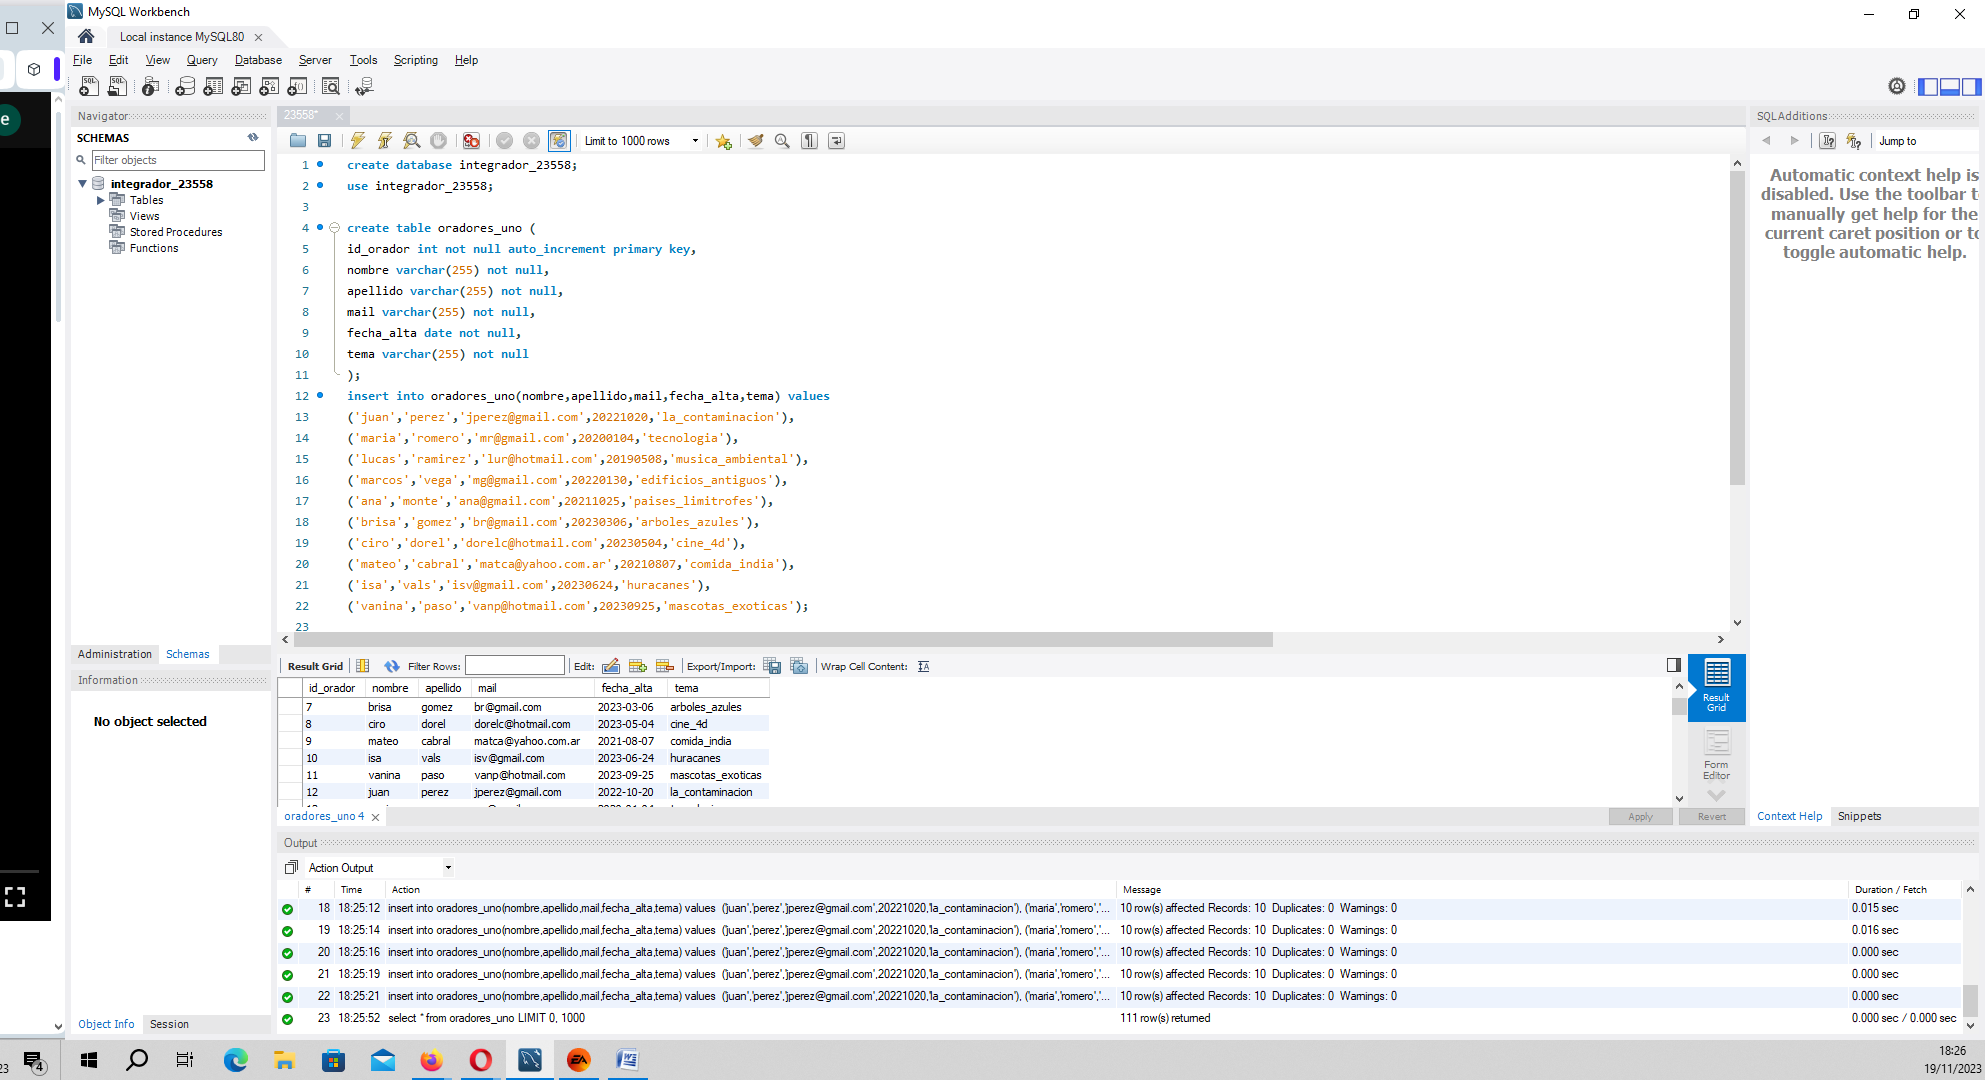 MySQL Workbench
Local instance MySQL80
File Edit View Query Database Server Tools Scripting Help
Navigator
SCHEMAS
Filter objects
integrador_23558
Tables
Views
Stored Procedures
Functions
Administration Schemas
Information
No object selected
Object Info Session
23558*
Limit to 1000 rows
1 create database integrador_23558;
2 use integrador_23558;
3
4 create table oradores_uno (
5 id_orador int not null auto_increment primary key,
6 nombre varchar(255) not null,
7 apellido varchar(255) not null,
8 mail varchar(255) not null,
9 fecha_alta date not null,
10 tema varchar(255) not null
11 );
12 insert into oradores_uno(nombre,apellido,mail,fecha_alta,tema) values
13 ('juan','perez','jperez@gmail.com',20221020,'la_contaminacion'),
14 ('maria','romero','mr@gmail.com',20200104,'tecnologia'),
15 ('lucas','ramirez','lur@hotmail.com',20190508,'musica_ambiental'),
16 ('marcos','vega','mg@gmail.com',20220130,'edificios_antiguos'),
17 ('ana','monte','ana@gmail.com',20211025,'paises_limitrofes'),
18 ('brisa','gomez','br@gmail.com',20230306,'arboles_azules'),
19 ('ciro','dorel','dorelc@hotmail.com',20230504,'cine_4d'),
20 ('mateo','cabral','matca@yahoo.com.ar',20210807,'comida_india'),
21 ('isa','vals','isv@gmail.com',20230624,'huracanes'),
22 ('vanina','paso','vanp@hotmail.com',20230925,'mascotas_exoticas');
23
Result Grid Filter Rows: Edit: Export/Import: Wrap Cell Content:
id_orador nombre apellido mail fecha_alta tema
7 brisa gomez br@gmail.com 2023-03-06 arboles_azules
8 ciro dorel dorelc@hotmail.com 2023-05-04 cine_4d
9 mateo cabral matca@yahoo.com.ar 2021-08-07 comida_india
10 isa vals isv@gmail.com 2023-06-24 huracanes
11 vanina paso vanp@hotmail.com 2023-09-25 mascotas_exoticas
12 juan perez jperez@gmail.com 2022-10-20 la_contaminacion
Result
Grid
Form
Editor
oradores_uno 4
Apply Revert
SQLAdditions
Jump to
Automatic context help is
disabled. Use the toolbar
manually get help for the
current caret position or to
toggle automatic help.
Context Help Snippets
Output
Action Output
# Time Action Message Duration / Fetch
18 18:25:12 insert into oradores_uno(nombre,apellido,mail,fecha_alta,tema) values ('juan','perez','jperez@gmail.com',20221020,'la_contaminacion'), ('maria','romero','... 10 row(s) affected Records: 10 Duplicates: 0 Warnings: 0 0.015 sec
19 18:25:14 insert into oradores_uno(nombre,apellido,mail,fecha_alta,tema) values ('juan','perez','jperez@gmail.com',20221020,'la_contaminacion'), ('maria','romero','... 10 row(s) affected Records: 10 Duplicates: 0 Warnings: 0 0.016 sec
20 18:25:16 insert into oradores_uno(nombre,apellido,mail,fecha_alta,tema) values ('juan','perez','jperez@gmail.com',20221020,'la_contaminacion'), ('maria','romero','... 10 row(s) affected Records: 10 Duplicates: 0 Warnings: 0 0.000 sec
21 18:25:19 insert into oradores_uno(nombre,apellido,mail,fecha_alta,tema) values ('juan','perez','jperez@gmail.com',20221020,'la_contaminacion'), ('maria','romero','... 10 row(s) affected Records: 10 Duplicates: 0 Warnings: 0 0.000 sec
22 18:25:21 insert into oradores_uno(nombre,apellido,mail,fecha_alta,tema) values ('juan','perez','jperez@gmail.com',20221020,'la_contaminacion'), ('maria','romero','... 10 row(s) affected Records: 10 Duplicates: 0 Warnings: 0 0.000 sec
23 18:25:52 select * from oradores_uno LIMIT 0, 1000 111 row(s) returned 0.000 sec / 0.000 sec
e
23
4
EA
18:26
19/11/2023